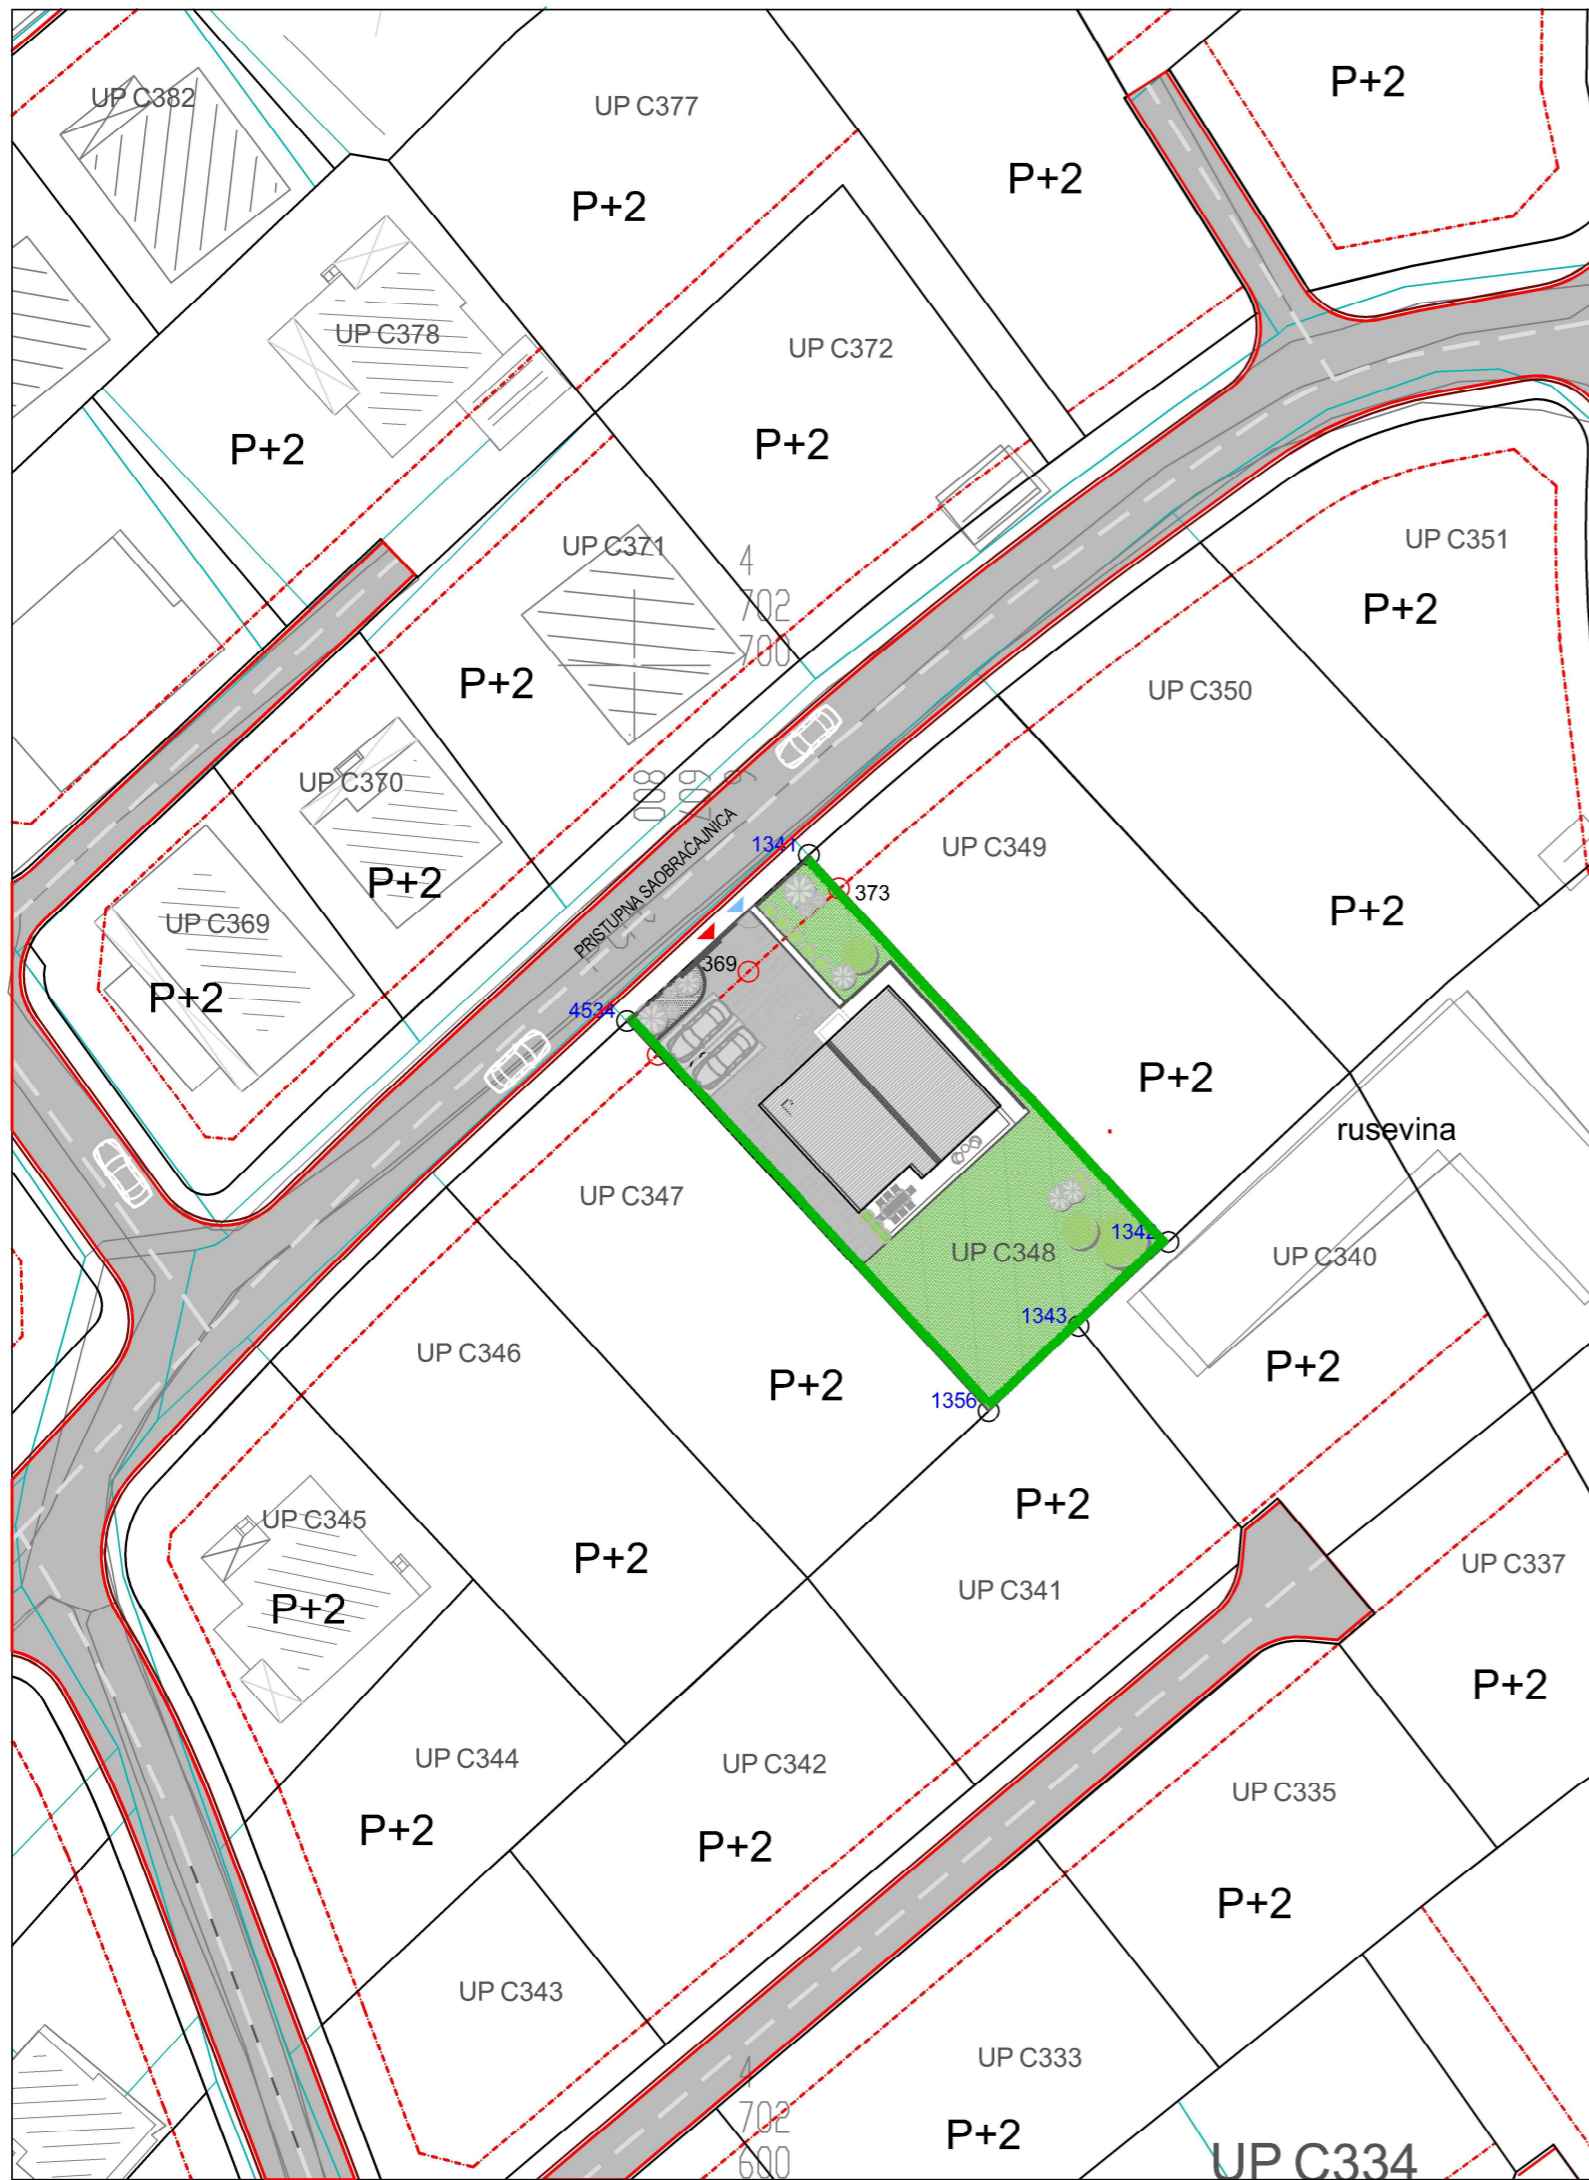 P+2
UP C382
UP C377
P+2
P+2
UP C378
UP C372
P+2
P+2
UP C371
UP C351
4
702
700
P+2
P+2
UP C350
UP C370
008
PRISTUPNA SAOBRAĆAJNICA
1341
UP C349
P+2
373
P+2
UP C369
369
P+2
4534
P+2
rusevina
UP C347
1342
UP C348
UP C340
1343
UP C346
P+2
P+2
1356
P+2
UP C345
P+2
UP C337
P+2
UP C341
P+2
UP C344
UP C342
UP C335
P+2
P+2
P+2
UP C343
UP C333
4
702
600
P+2
UP C334